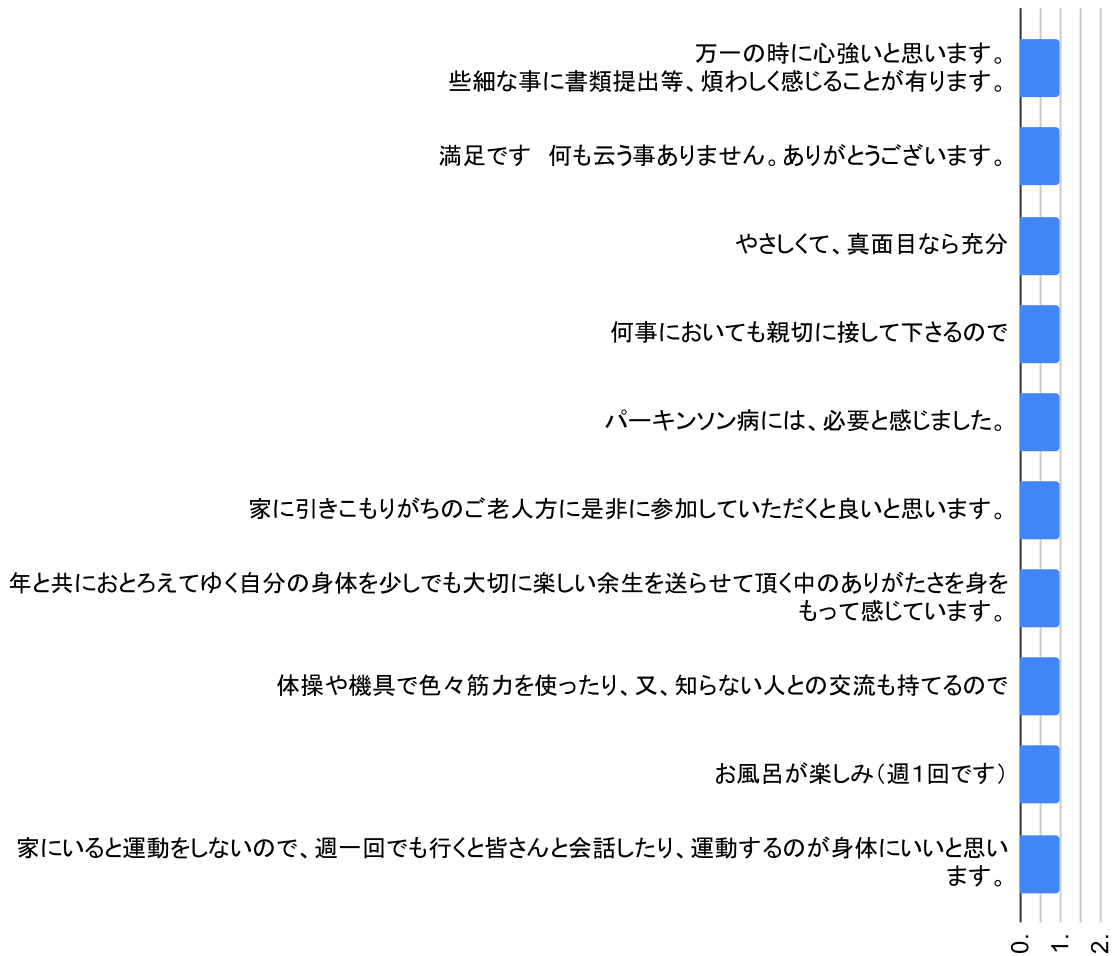 万一の時に心強いと思います。
些細な事に書類提出等、煩わしく感じることが有ります。
満足です　何も云う事ありません。ありがとうございます。
やさしくて、真面目なら充分
何事においても親切に接して下さるので
パーキンソン病には、必要と感じました。
家に引きこもりがちのご老人方に是非に参加していただくと良いと思います。
年と共におとろえてゆく自分の身体を少しでも大切に楽しい余生を送らせて頂く中のありがたさを身を
もって感じています。
体操や機具で色々筋力を使ったり、又、知らない人との交流も持てるので
お風呂が楽しみ（週１回です）
家にいると運動をしないので、週一回でも行くと皆さんと会話したり、運動するのが身体にいいと思い
ます。
0.
1.
2.